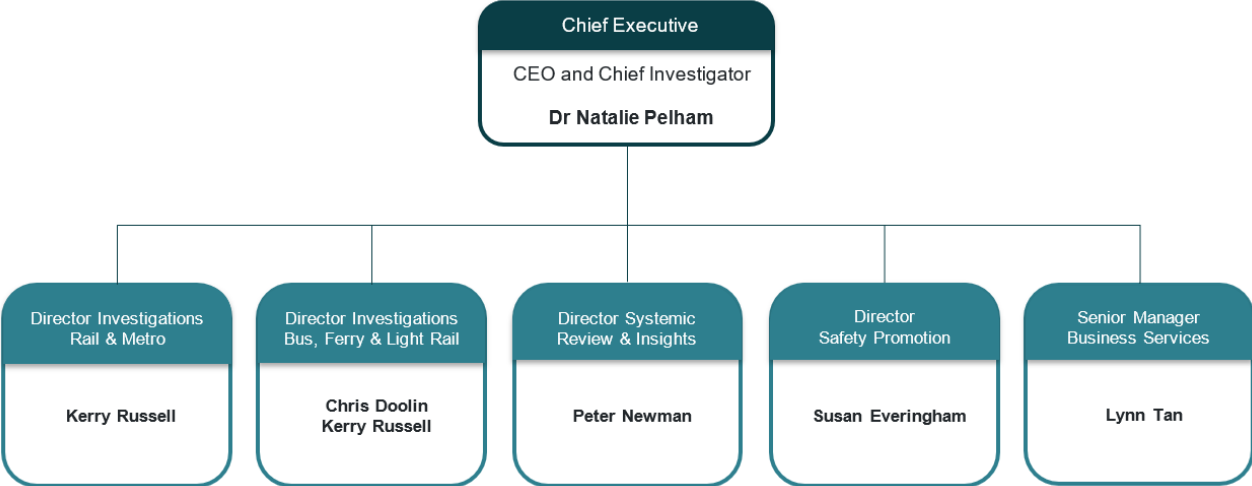 Chief Executive
CEO and Chief Investigator
Dr Natalie Pelham
Director Investigations
Rail & Metro
Kerry Russell
Director Investigations
Bus, Ferry & Light Rail
Chris Doolin
Kerry Russell
Director Systemic
Review & Insights
Peter Newman
Director
Safety Promotion
Susan Everingham
Senior Manager
Business Services
Lynn Tan